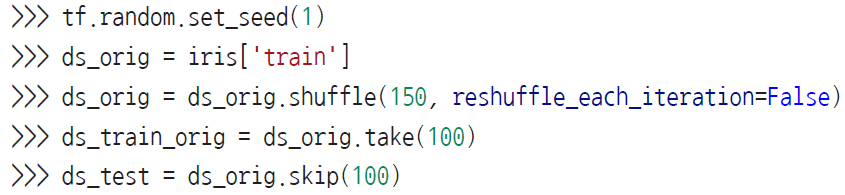 >>> tf.random.set_seed(1)
>>> ds_orig = iris['train']
>>> ds_orig = ds_orig.shuffle(150, reshuffle_each_iteration=False)
>>> ds_train_orig = ds_orig.take(100)
>>> ds_test = ds_orig.skip(100)